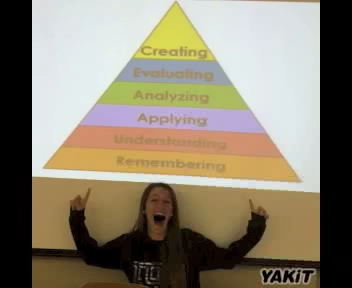 Creating
Evaluating
Analyzing
Applying
Understanding
Remembering
YAKiT